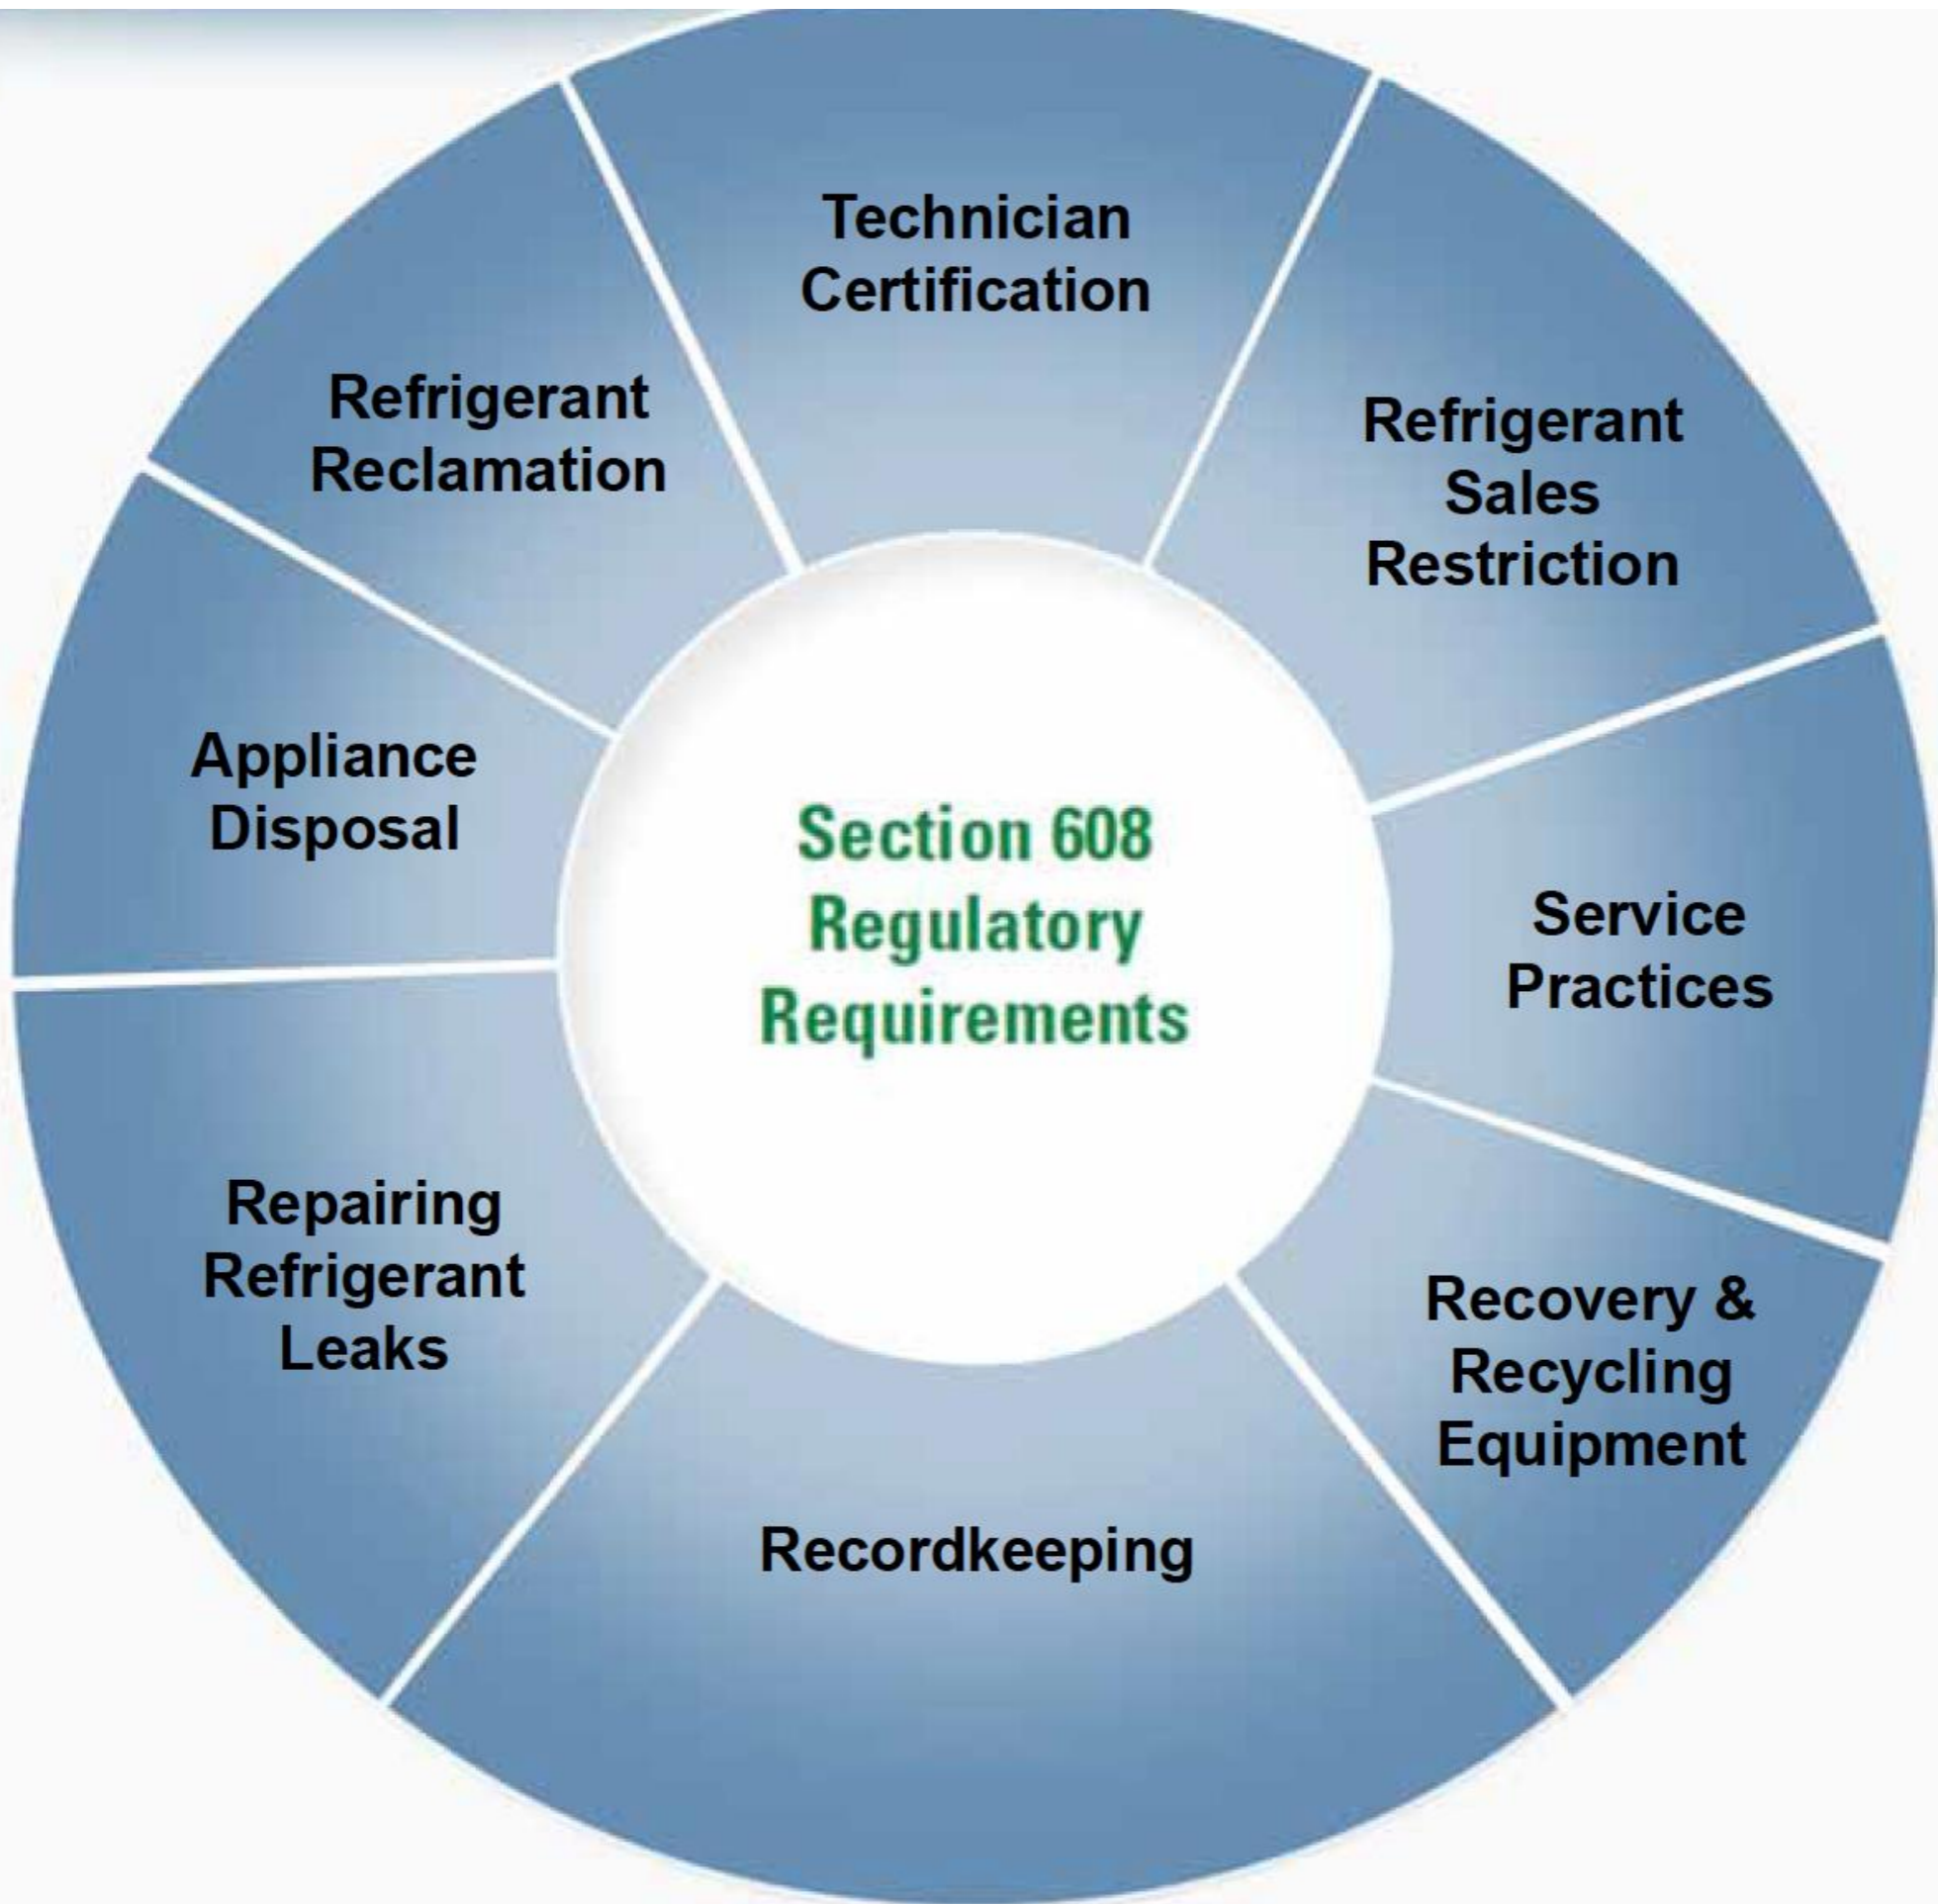 Technician
Certification
Refrigerant
Sales
Restriction
Service
Practices
Recovery &
Recycling
Equipment
Recordkeeping
Repairing
Refrigerant
Leaks
Appliance
Disposal
Refrigerant
Reclamation
Section 608
Regulatory
Requirements